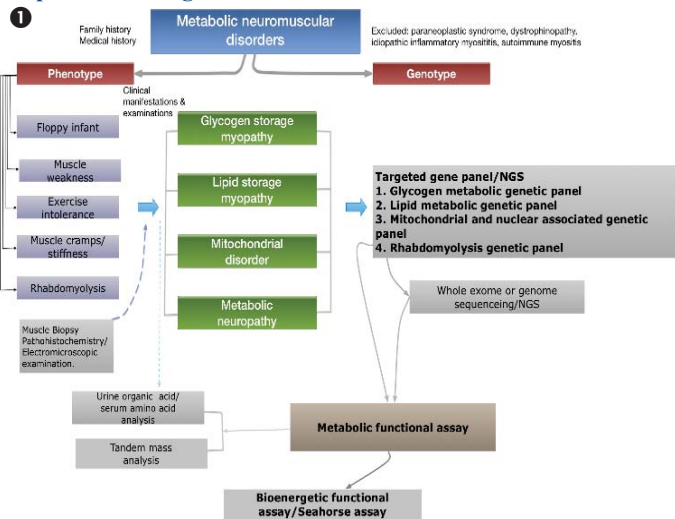 ❶
Family history
Medical history
Metabolic neuromuscular
disorders
Excluded: paraneoplastic syndrome, dystrophinopathy,
idiopathic inflammory myosititis, autoimmune myositis
Phenotype
Genotype
Clinical
manifestations &
examinations
Floppy infant
Muscle
weakness
Exercise
intolerance
Muscle cramps/
stiffness
Rhabdomyolysis
Muscle Biopsy
Pathohistochemistry/
Electromicroscopic
examination.
Glycogen storage
myopathy
Lipid storage
myopathy
Mitochondrial
disorder
Metabolic
neuropathy
Targeted gene panel/NGS
1. Glycogen metabolic genetic panel
2. Lipid metabolic genetic panel
3. Mitochondrial and nuclear associated genetic
panel
4. Rhabdomyolysis genetic panel
Whole exome or genome
sequenceing/NGS
Urine organic acid/
serum amino acid
analysis
Tandem mass
analysis
Metabolic functional assay
Bioenergetic functional
assay/Seahorse assay